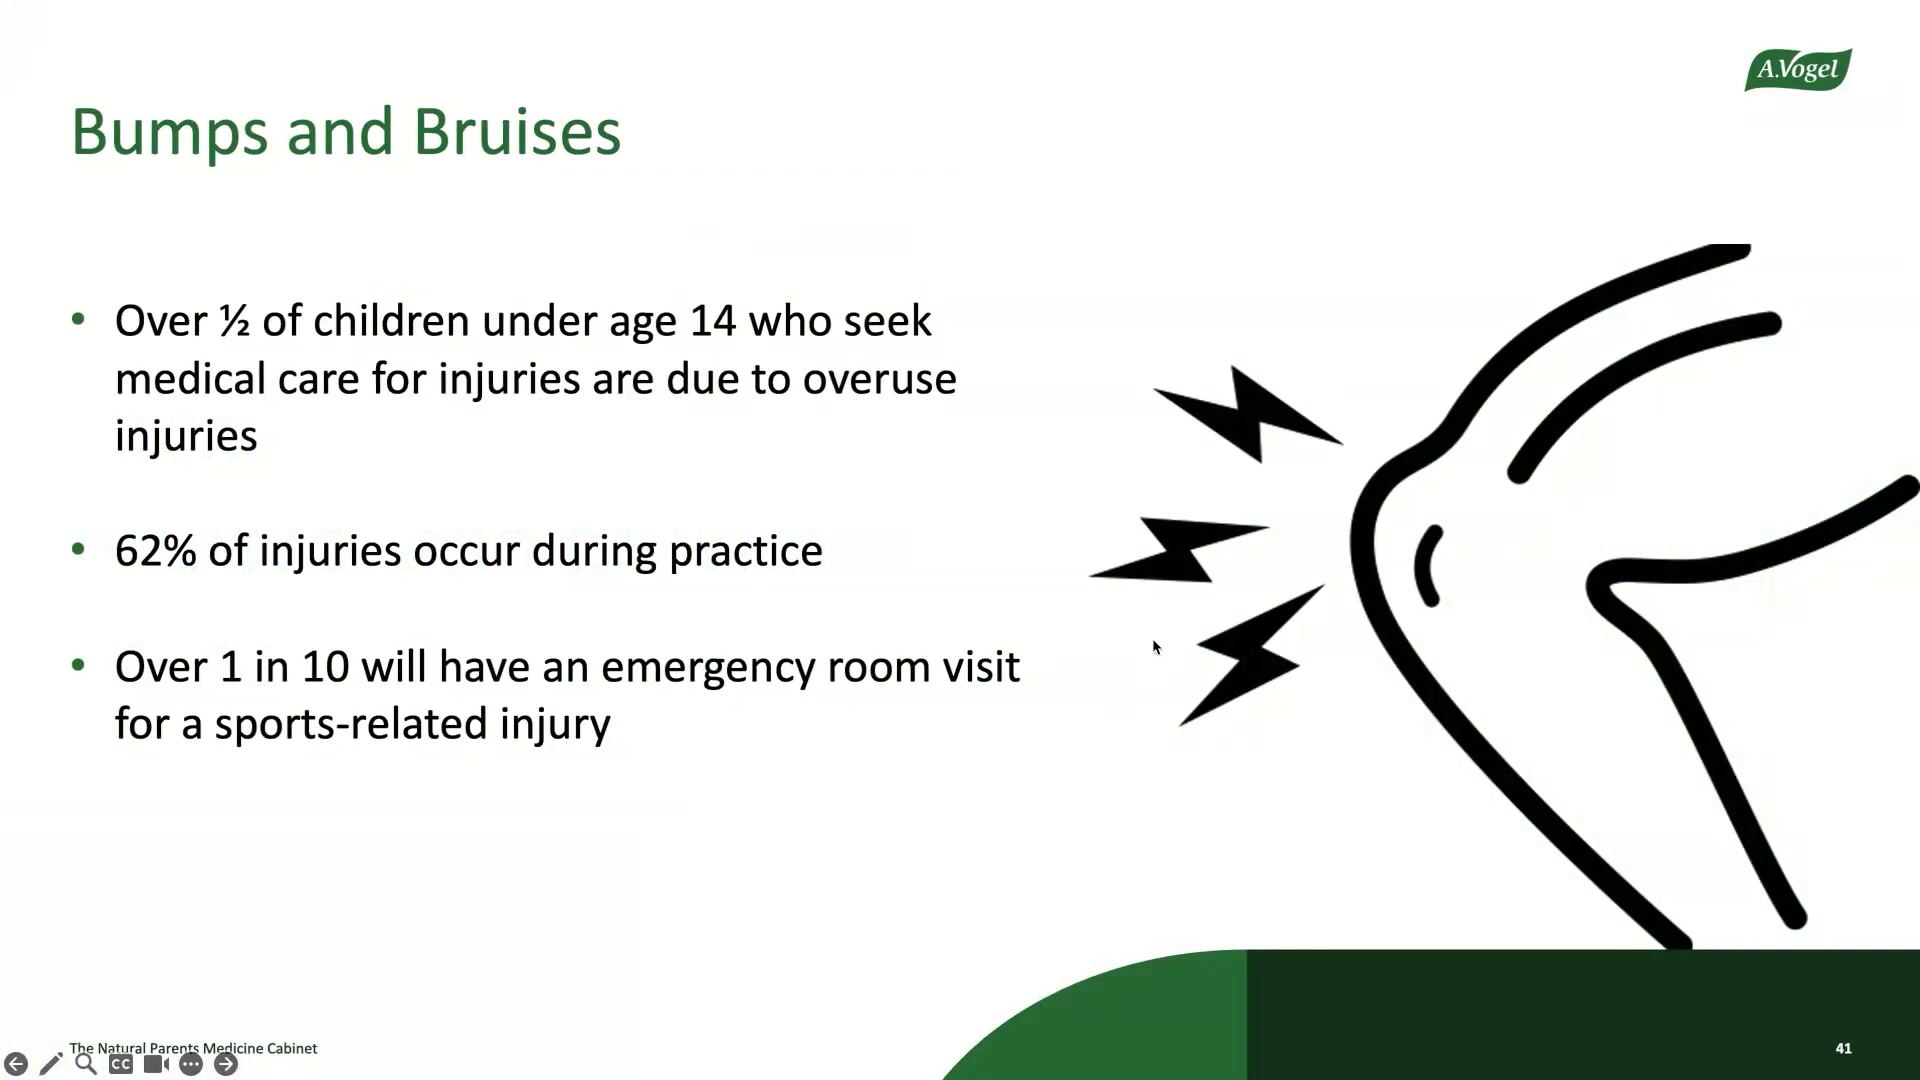 A.Vogel
Bumps and Bruises
• Over ½ of children under age 14 who seek
medical care for injuries are due to overuse
injuries
• 62% of injuries occur during practice
• Over 1 in 10 will have an emergency room visit
for a sports-related injury
The Natural Parents Medicine Cabinet
CC
41